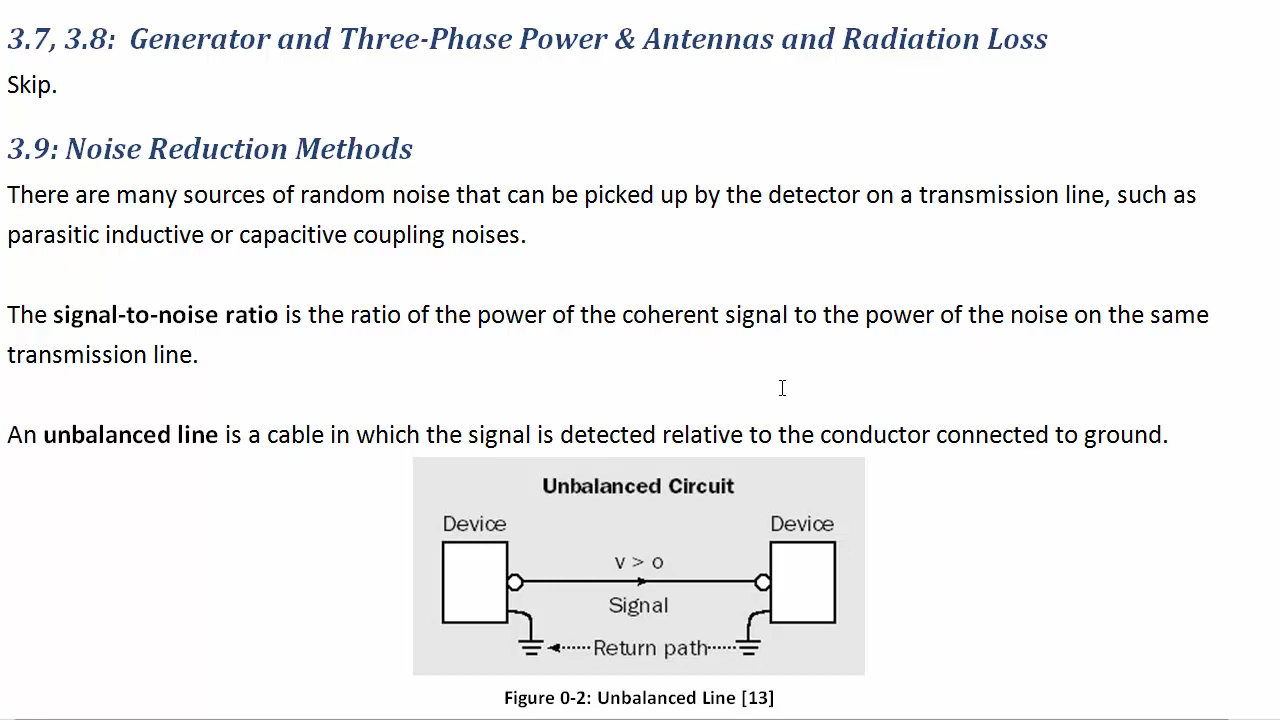 3.7, 3.8:  Generator and Three-Phase Power & Antennas and Radiation Loss
Skip.
3.9: Noise Reduction Methods
There are many sources of random noise that can be picked up by the detector on a transmission line, such as
parasitic inductive or capacitive coupling noises.
The signal-to-noise ratio is the ratio of the power of the coherent signal to the power of the noise on the same
transmission line.
An unbalanced line is a cable in which the signal is detected relative to the conductor connected to ground.
Unbalanced Circuit
Device
Device
v > 0
Signal
Return path
Figure 0-2: Unbalanced Line [13]